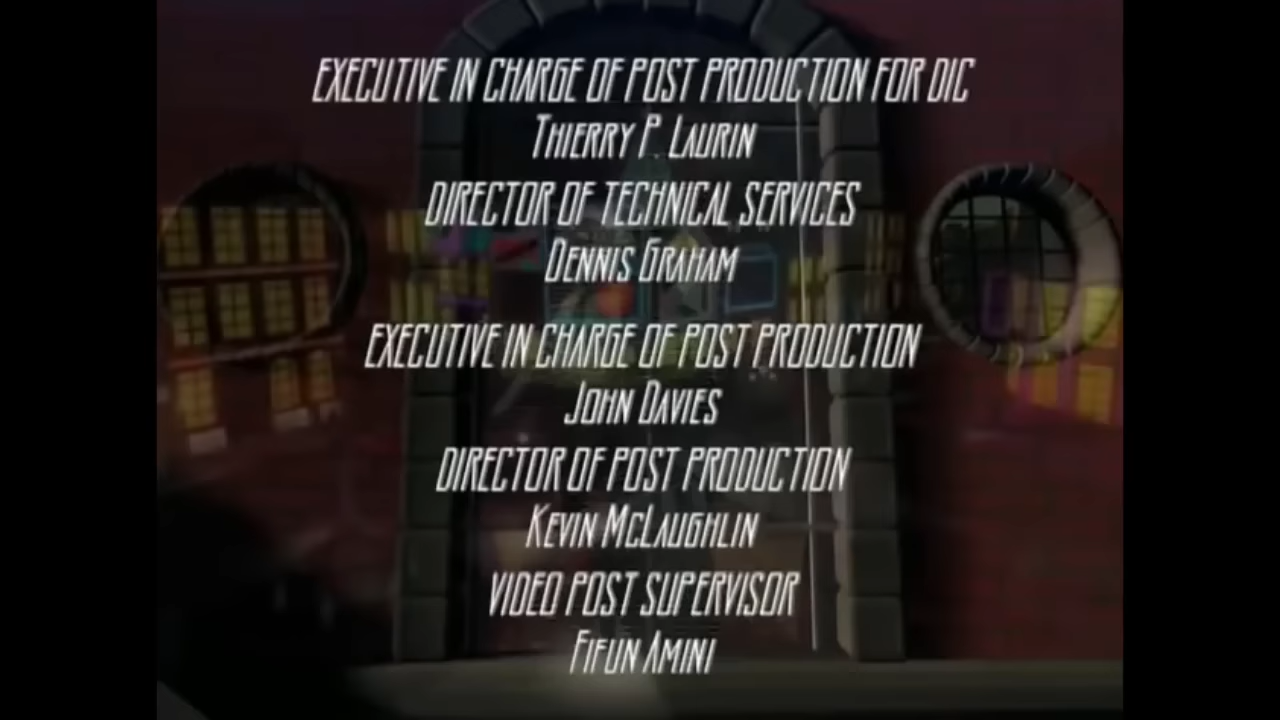 EXECUTIVE IN CHARGE OF POST PRODUCTION FOR DIC
THIERRY P. LAURIN
DIRECTOR OF TECHNICAL SERVICES
DENNIS GRAHAM
EXECUTIVE IN CHARGE OF POST PRODUCTION
JOHN DAVIES
DIRECTOR OF POST PRODUCTION
KEVIN MCLAUGHLIN
VIDEO POST SUPERVISOR
FIFUN AMINI